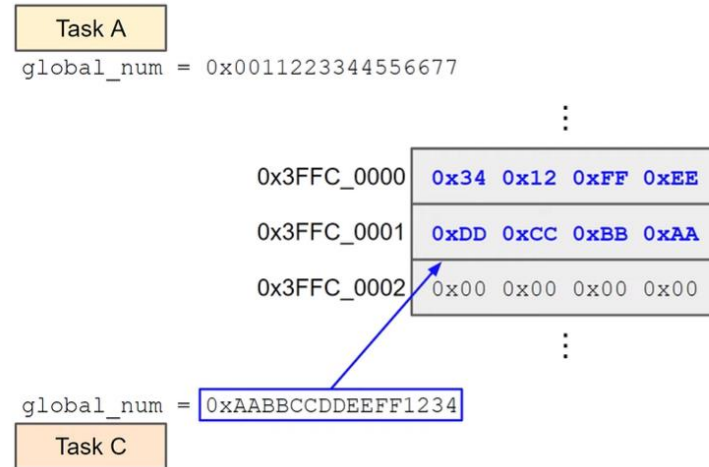 Task A
global_num = 0x0011223344556677
⋮
0x3FFC_0000 0x34 0x12 0xFF 0xEE
0x3FFC_0001 0xDD 0xCC 0xBB 0xAA
0x3FFC_0002 0x00 0x00 0x00 0x00
⋮
global_num = 0xAABBCCDDEEFF1234
Task C